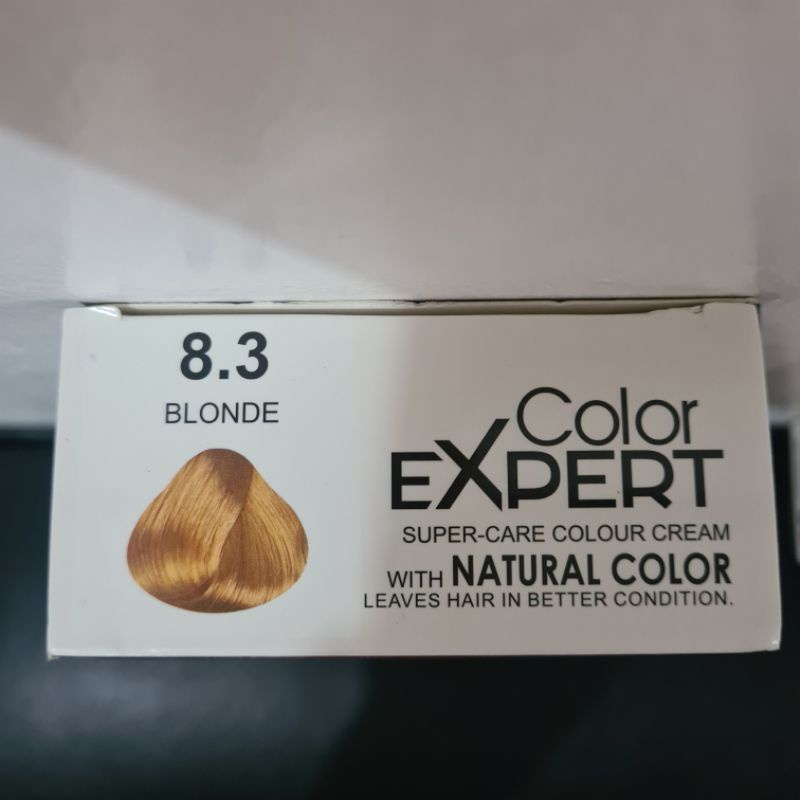 8.3
BLONDE
Color
EXPERT
SUPER-CARE COLOUR CREAM
WITH NATURAL COLOR
LEAVES HAIR IN BETTER CONDITION.